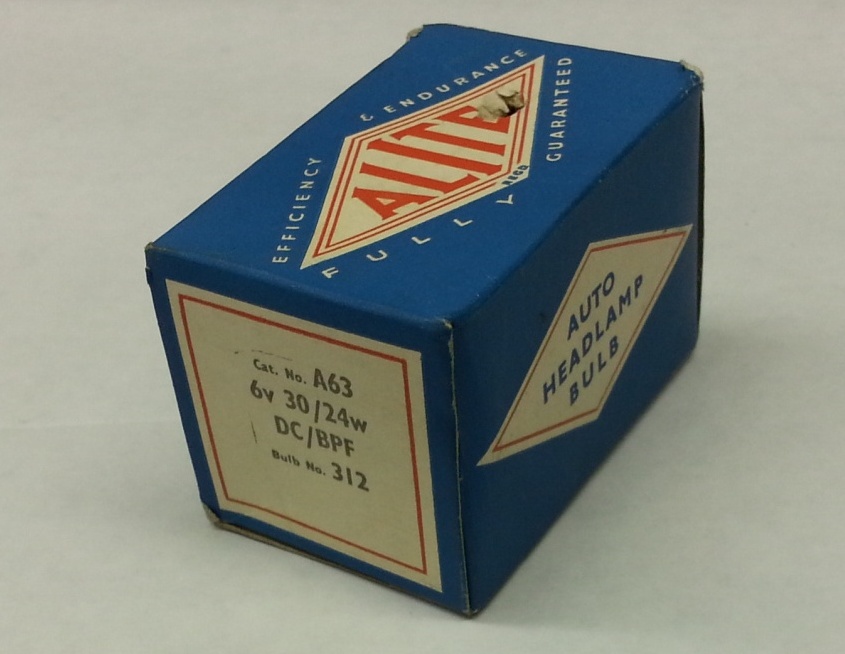 EFFICIENCY & ENDURANCE
ALITE
REGD
FULLY GUARANTEED
Cat. No. A63
6v 30/24w
DC/BPF
Bulb No. 312
AUTO
HEADLAMP
BULB